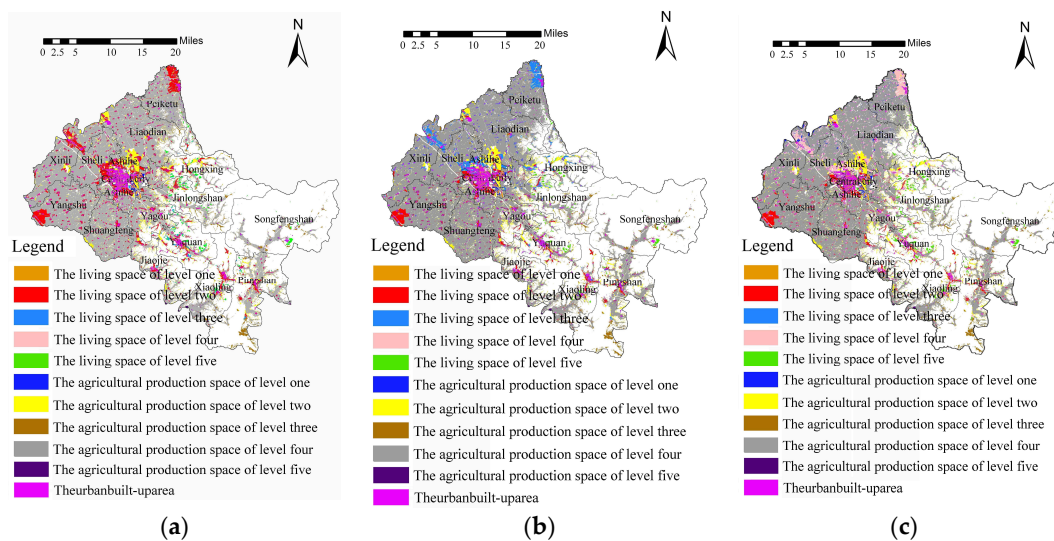 N
Miles
0 2.5 5 10 15 20
Peiketu
Liaodian
Xinli
Sheli
Ashihe
Hongxing
Central city
Ashihe
Yangshu
Jinlongshan
Yagou
Songfengshan
Shuangfeng
Yuquan
Jiaojie
Pingshan
Xiaoling
Legend
The living space of level one
The living space of level two
The living space of level three
The living space of level four
The living space of level five
The agricultural production space of level one
The agricultural production space of level two
The agricultural production space of level three
The agricultural production space of level four
The agricultural production space of level five
Theurbanbuilt-uparea
(a)
N
Miles
0 2.5 5 10 15 20
Peiketu
Liaodian
Xinli
Sheli
Ashihe
Hongxing
Central city
Ashihe
Yangshu
Jinlongshan
Yagou
Songfengshan
Shuangfeng
Yuquan
Jiaojie
Pingshan
Xiaoling
Legend
The living space of level one
The living space of level two
The living space of level three
The living space of level four
The living space of level five
The agricultural production space of level one
The agricultural production space of level two
The agricultural production space of level three
The agricultural production space of level four
The agricultural production space of level five
Theurbanbuilt-uparea
(b)
N
Miles
0 2.5 5 10 15 20
Peiketu
Liaodian
Xinli
Sheli
Ashihe
Hongxing
Central city
Ashihe
Yangshu
Jinlongshan
Yagou
Songfengshan
Shuangfeng
Yuquan
Jiaojie
Pingshan
Xiaoling
Legend
The living space of level one
The living space of level two
The living space of level three
The living space of level four
The living space of level five
The agricultural production space of level one
The agricultural production space of level two
The agricultural production space of level three
The agricultural production space of level four
The agricultural production space of level five
Theurbanbuilt-uparea
(c)